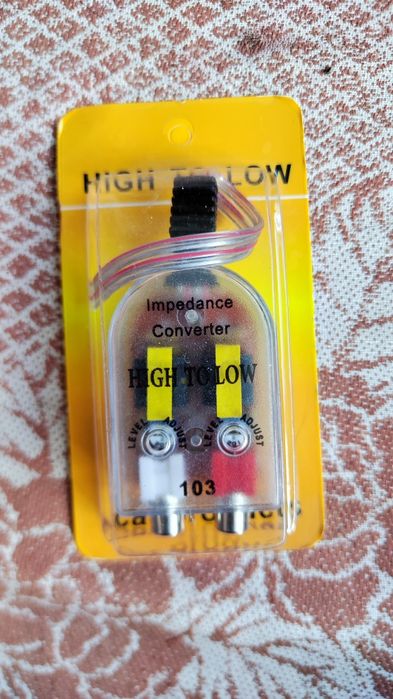 HIGH TO LOW
Impedance
Converter
HIGH TO LOW
LEVEL ADJUST LEVEL ADJUST
103